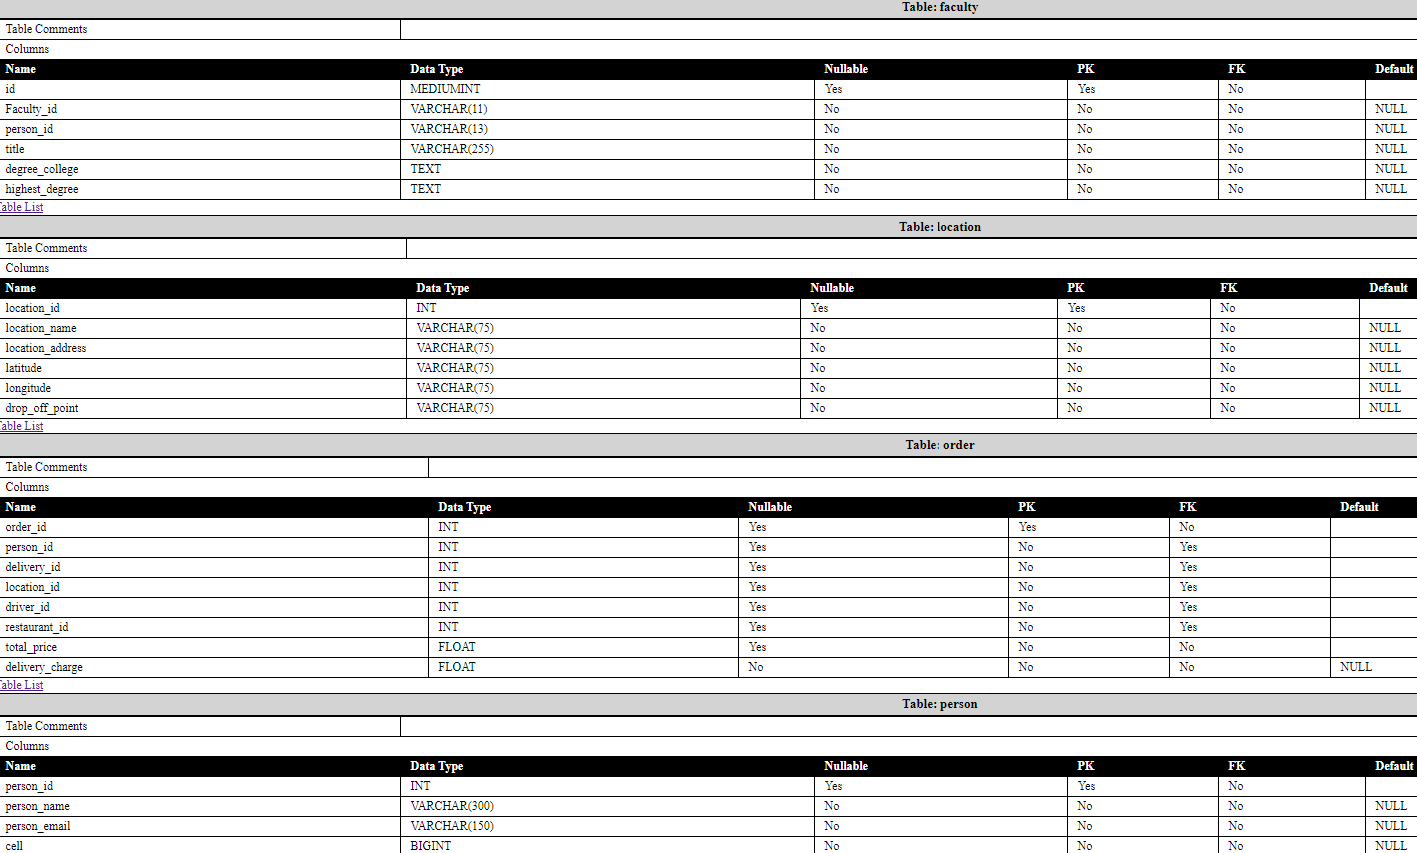 Table: faculty
Table Comments
Columns
Name Data Type Nullable PK FK Default
id MEDIUMINT Yes Yes No
Faculty_id VARCHAR(11) No No No NULL
person_id VARCHAR(13) No No No NULL
title VARCHAR(255) No No No NULL
degree_college TEXT No No No NULL
highest_degree TEXT No No No NULL
Table List
Table: location
Table Comments
Columns
Name Data Type Nullable PK FK Default
location_id INT Yes Yes No
location_name VARCHAR(75) No No No NULL
location_address VARCHAR(75) No No No NULL
latitude VARCHAR(75) No No No NULL
longitude VARCHAR(75) No No No NULL
drop_off_point VARCHAR(75) No No No NULL
Table List
Table: order
Table Comments
Columns
Name Data Type Nullable PK FK Default
order_id INT Yes Yes No
person_id INT Yes No Yes
delivery_id INT Yes No Yes
location_id INT Yes No Yes
driver_id INT Yes No Yes
restaurant_id INT Yes No Yes
total_price FLOAT Yes No No
delivery_charge FLOAT No No No NULL
Table List
Table: person
Table Comments
Columns
Name Data Type Nullable PK FK Default
person_id INT Yes Yes No
person_name VARCHAR(300) No No No NULL
person_email VARCHAR(150) No No No NULL
cell BIGINT No No No NULL